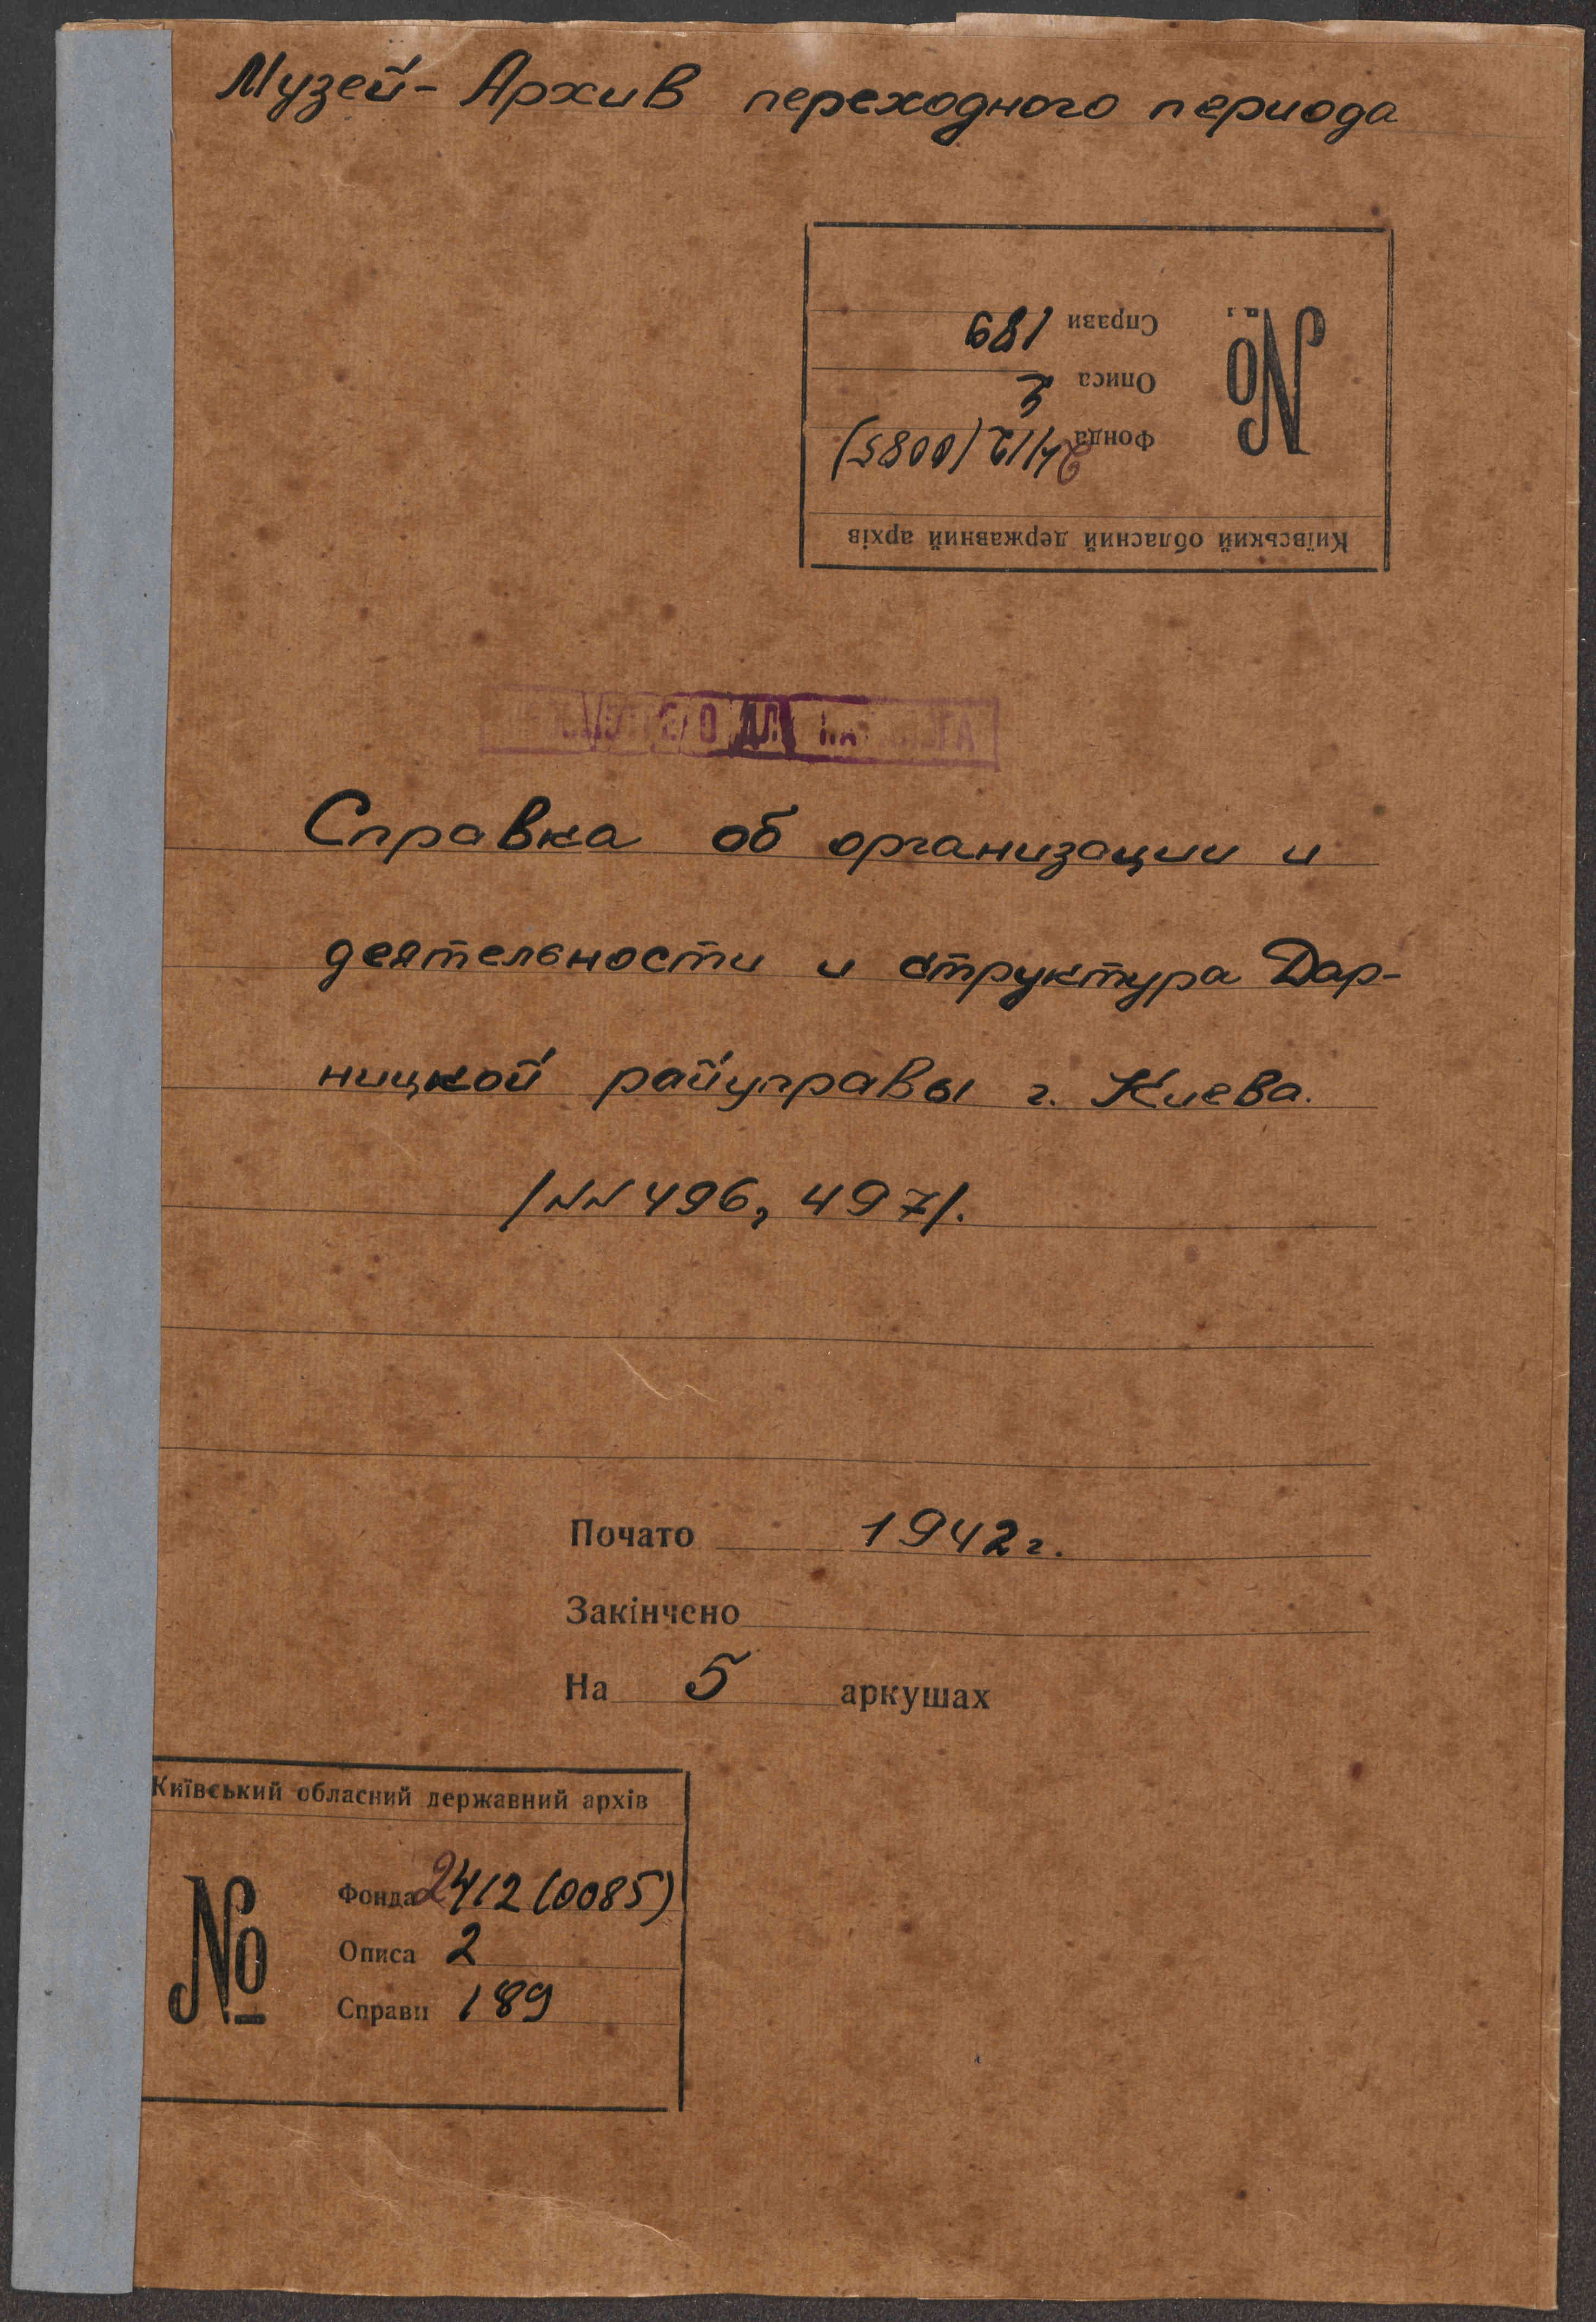 Музей-Архив переходного периода
Справи 189
Описа 2
Фонда 2412 (0085)
№
Київський обласний державний архів
Справка об организации и
деятельности и структура Дар-
ницкой райуправы г. Киева.
/NN 496, 497/.
Почато 1942 г.
Закінчено
На 5 аркушах
Київський обласний державний архів
№
Фонда 2412 (0085)
Описа 2
Справи 189